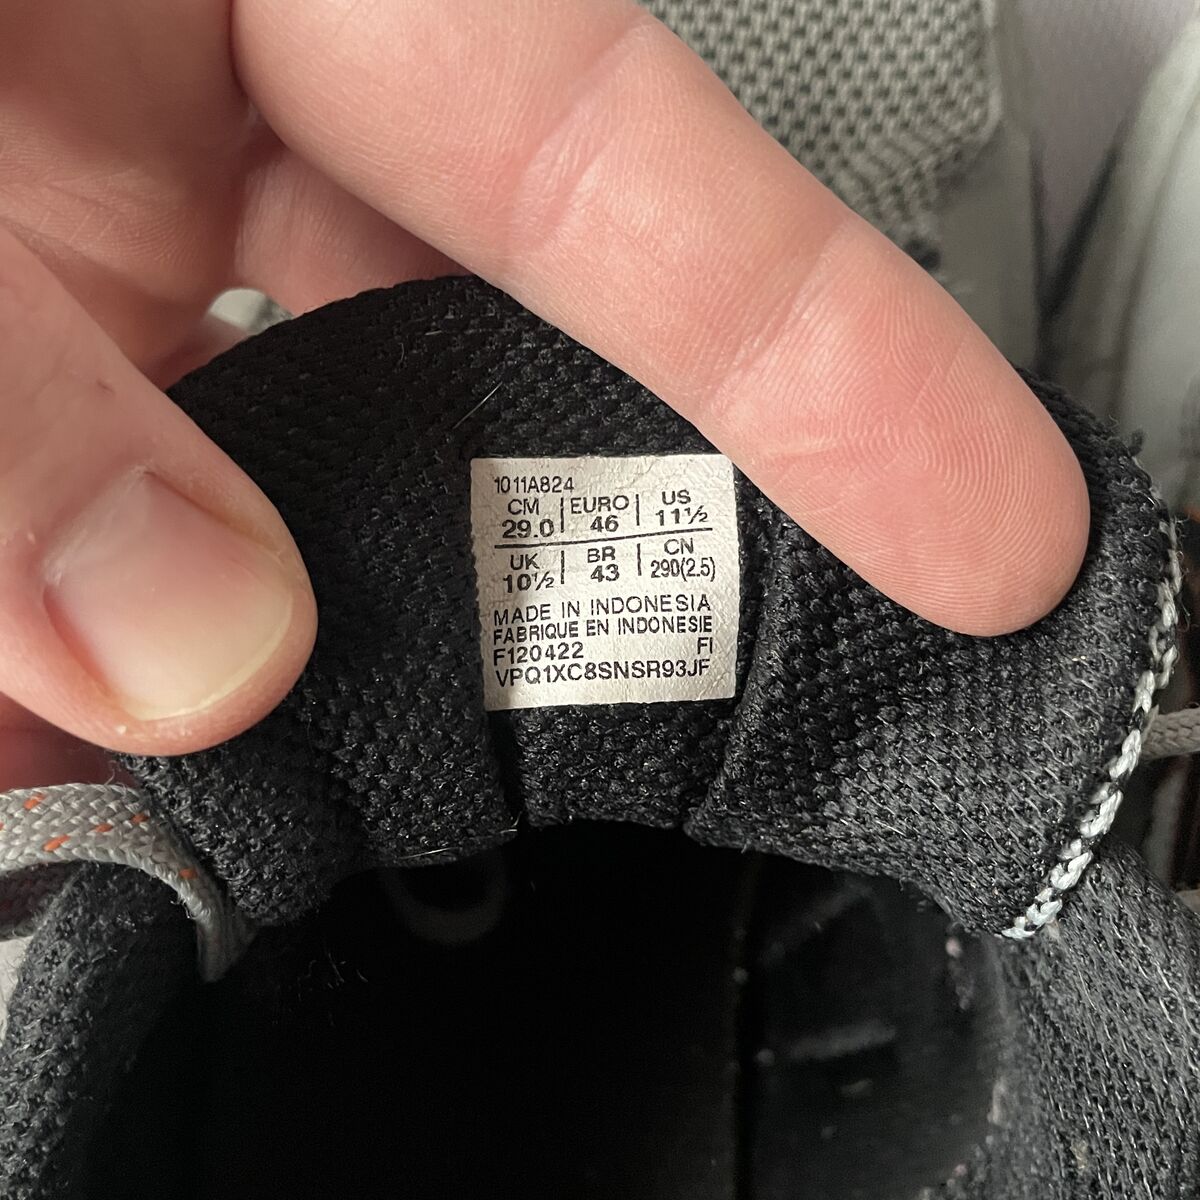 1011A824
CM | EURO | US
29.0 | 46 | 11½
UK | BR | CN
10½ | 43 | 290(2.5)
MADE IN INDONESIA
FABRIQUE EN INDONESIE
F120422 FI
VPQ1XC8SNSR93JF